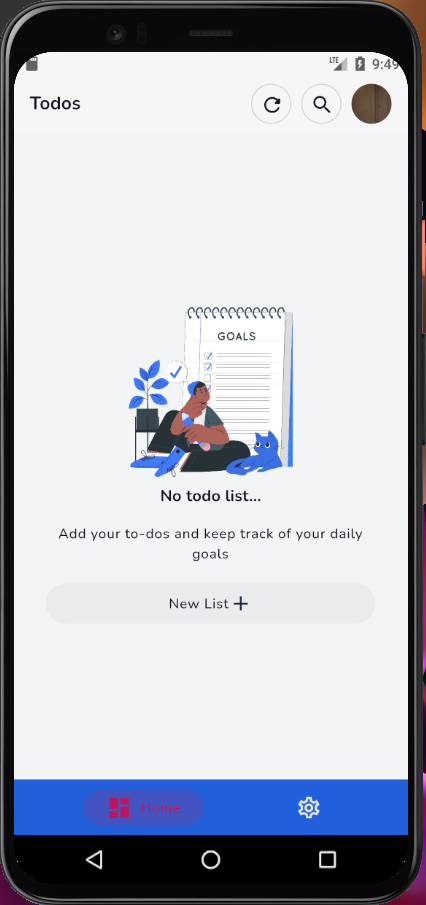 LTE 9:49
Todos
GOALS
No todo list...
Add your to-dos and keep track of your daily
goals
New List +
Home